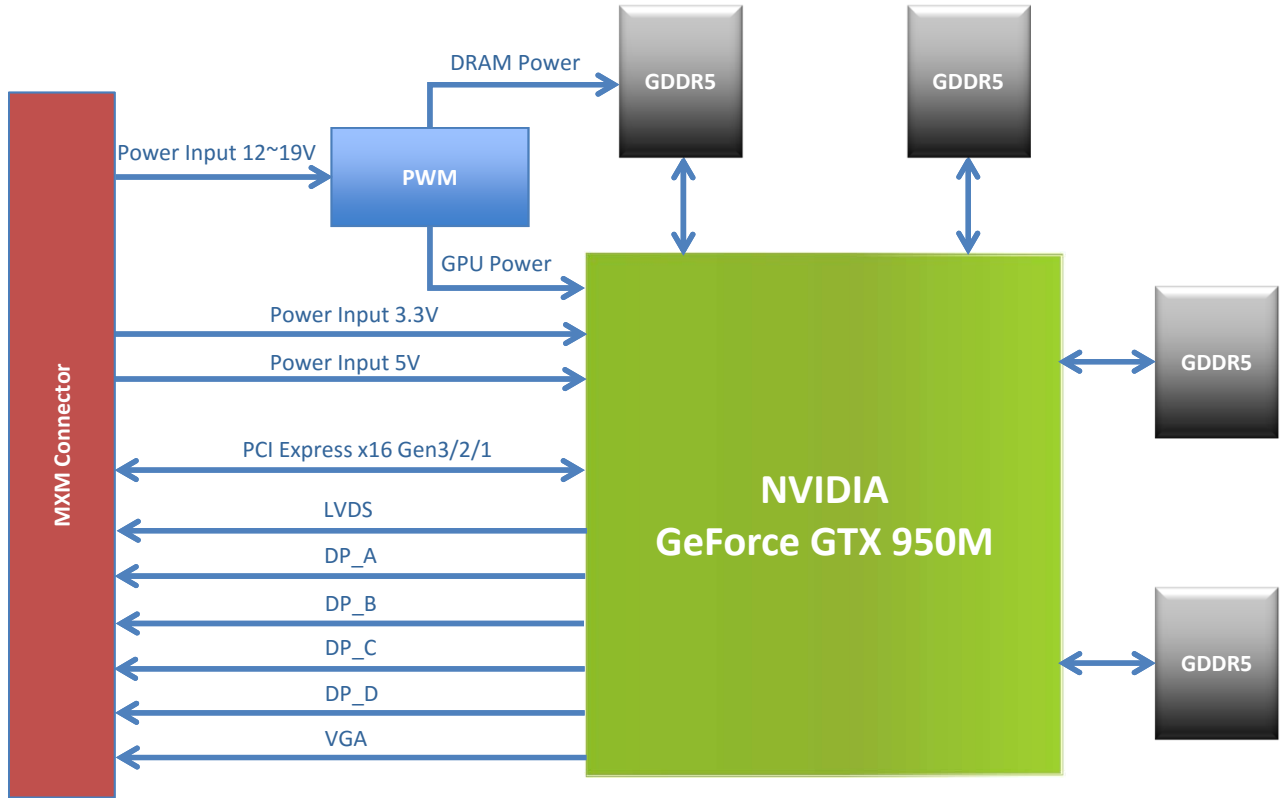 DRAM Power
GDDR5
GDDR5
Power Input 12~19V
PWM
GPU Power
Power Input 3.3V
Power Input 5V
GDDR5
MXM Connector
PCI Express x16 Gen3/2/1
NVIDIA
GeForce GTX 950M
LVDS
DP_A
DP_B
DP_C
DP_D
VGA
GDDR5